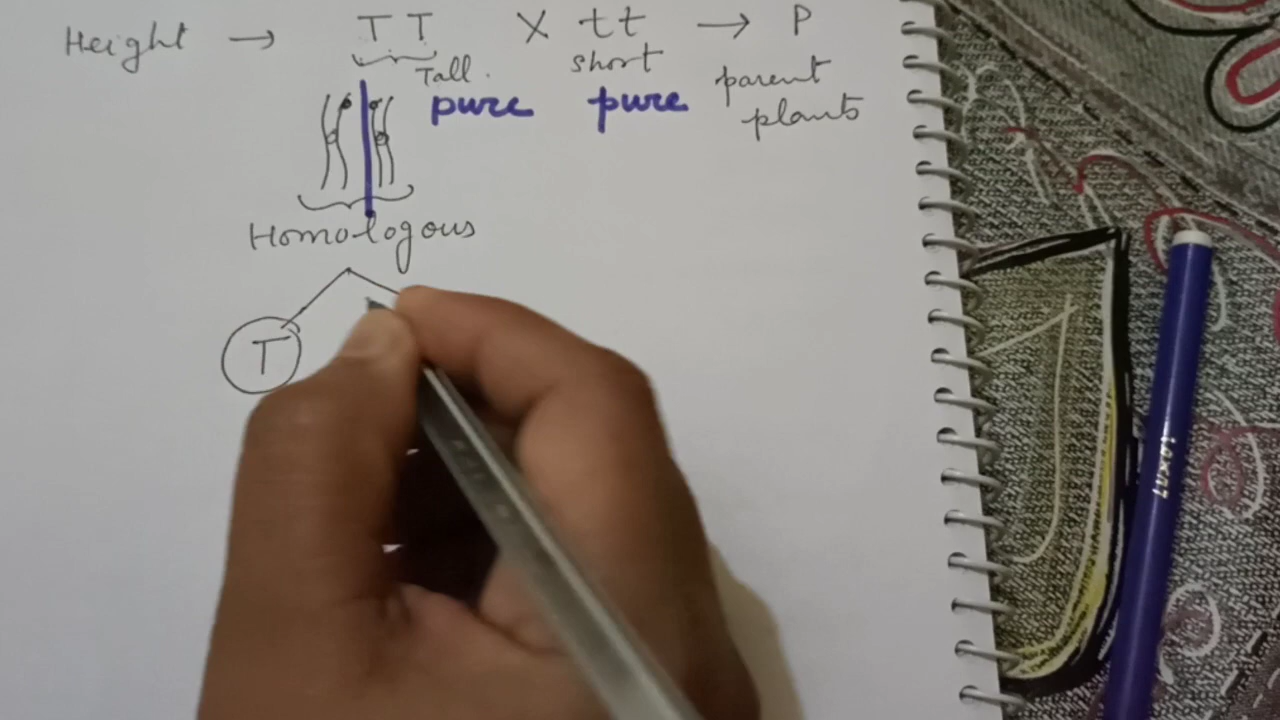 Height → TT X tt → P
Tall. short parent
pure pure plants
Homologous
T
LUXOR